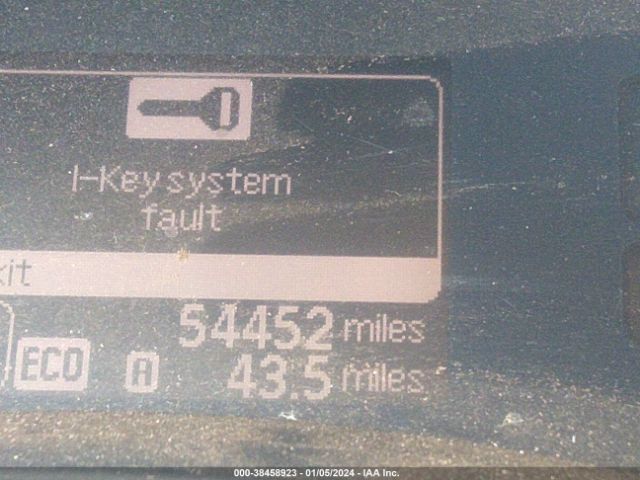 I-Key system
fault
xit
54452 miles
ECO A 43.5 miles
000-38458923 - 01/05/2024 - IAA Inc.